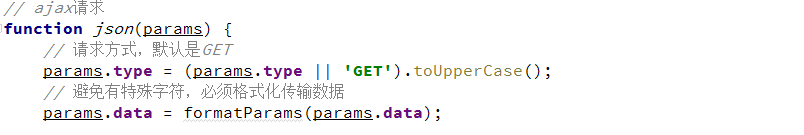 // ajax请求
function json(params) {
// 请求方式，默认是GET
params.type = (params.type || 'GET').toUpperCase();
// 避免有特殊字符，必须格式化传输数据
params.data = formatParams(params.data);